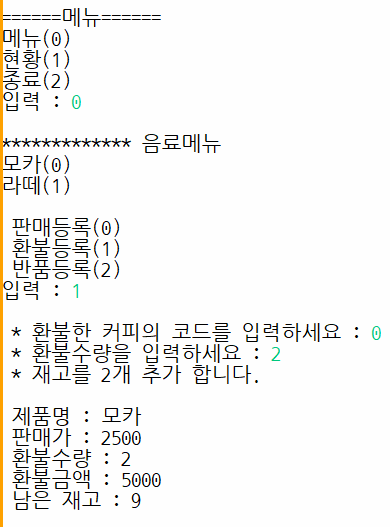 ======메뉴======
메뉴(0)
현황(1)
종료(2)
입력 : 0
************* 음료메뉴
모카(0)
라떼(1)
판매등록(0)
환불등록(1)
반품등록(2)
입력 : 1
* 환불한 커피의 코드를 입력하세요 : 0
* 환불수량을 입력하세요 : 2
* 재고를 2개 추가 합니다.
제품명 : 모카
판매가 : 2500
환불수량 : 2
환불금액 : 5000
남은 재고 : 9